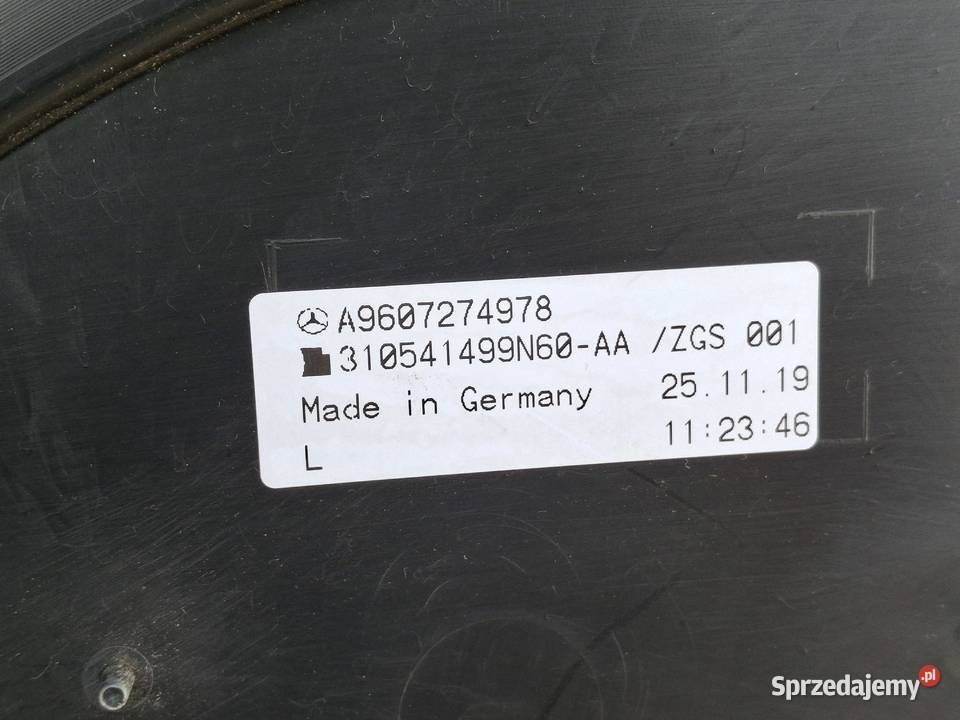 A9607274978
310541499N60-AA /ZGS 001
Made in Germany 25.11.19
L 11:23:46
Sprzedajemy.pl